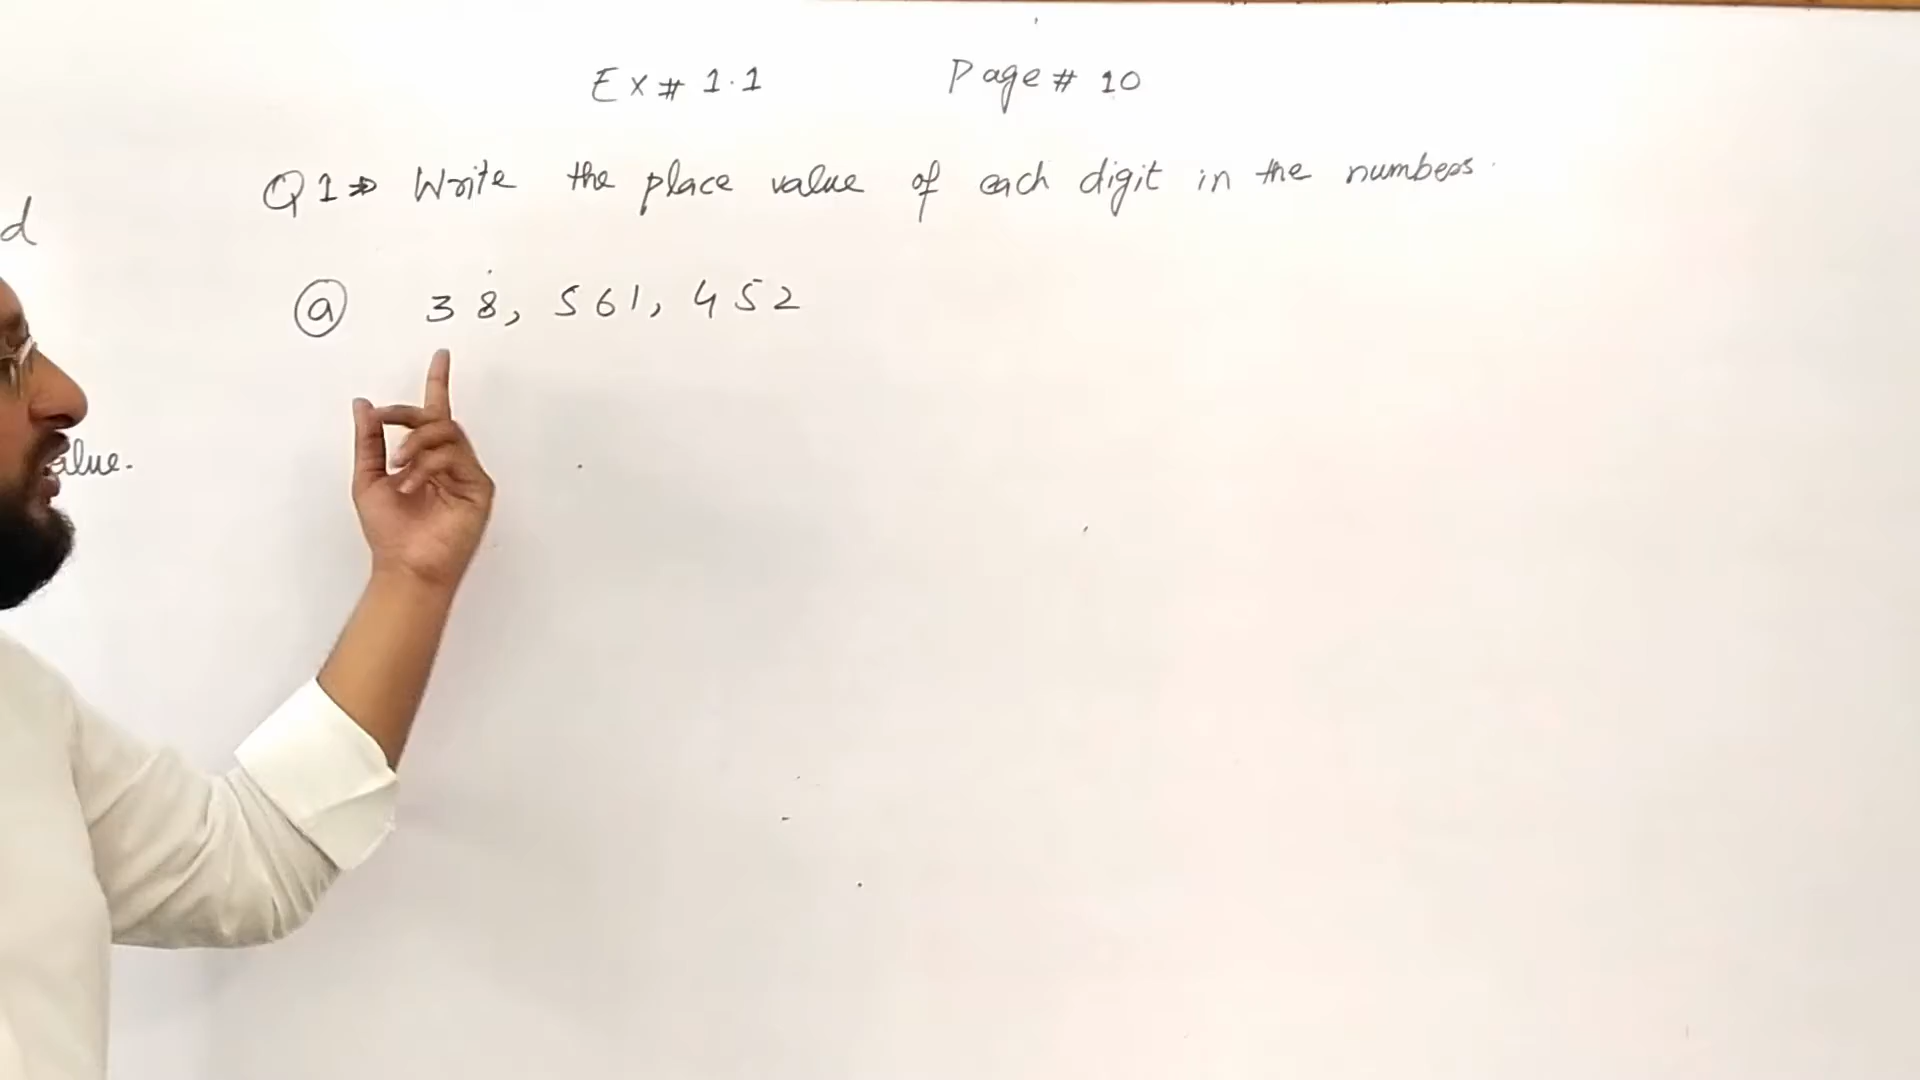 Ex# 1.1 Page# 10
Q1⇒ Write the place value of each digit in the numbers.
ⓐ 38, 561, 452
d
alue.